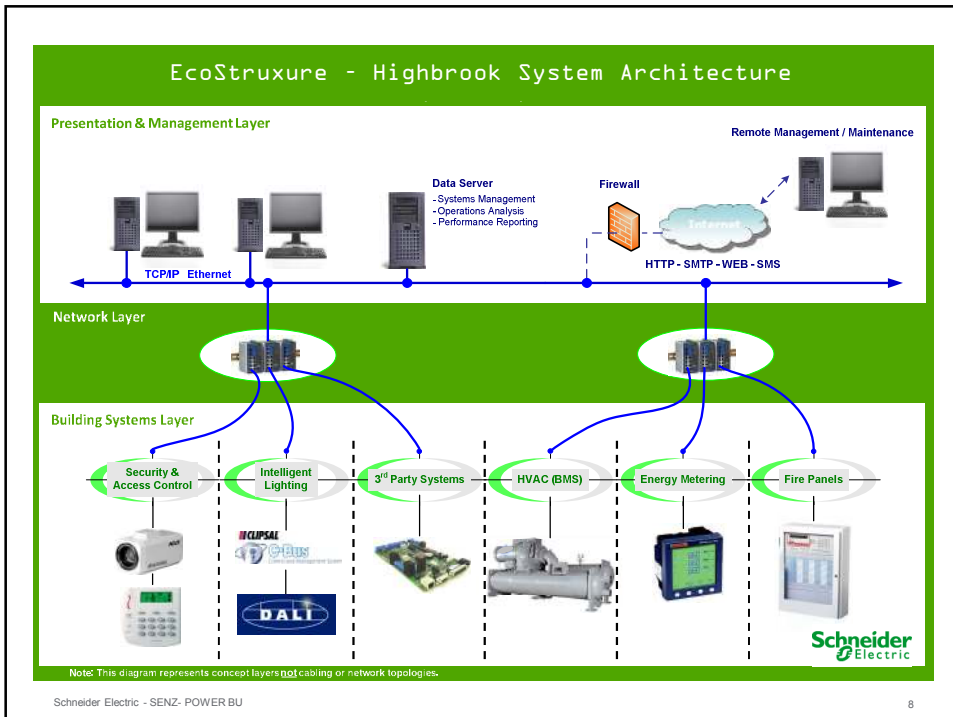 EcoStruxure - Highbrook System Architecture
Presentation & Management Layer
Remote Management / Maintenance
Data Server
- Systems Management
- Operations Analysis
- Performance Reporting
Firewall
Internet
HTTP - SMTP - WEB - SMS
TCP/IP Ethernet
Network Layer
Building Systems Layer
Security &
Access Control
Intelligent
Lighting
3rd Party Systems
HVAC (BMS)
Energy Metering
Fire Panels
CLIPSAL
C-Bus
DALI
Schneider
Electric
Note: This diagram represents concept layers not cabling or network topologies.
Schneider Electric - SENZ- POWER BU
8